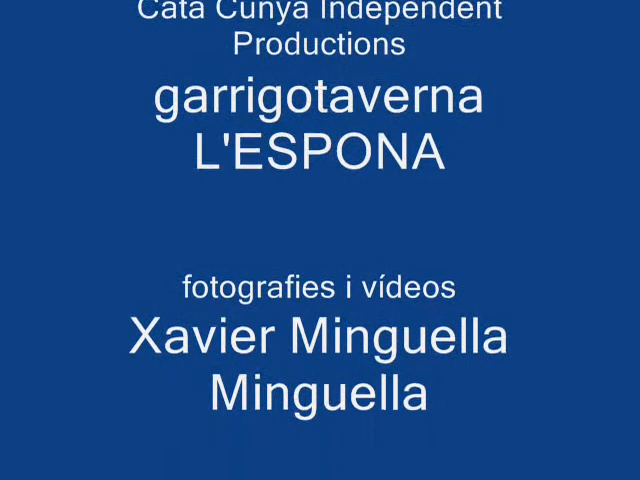 Cata Cunya Independent
Productions
garrigotaverna
L'ESPONA
fotografies i vídeos
Xavier Minguella
Minguella